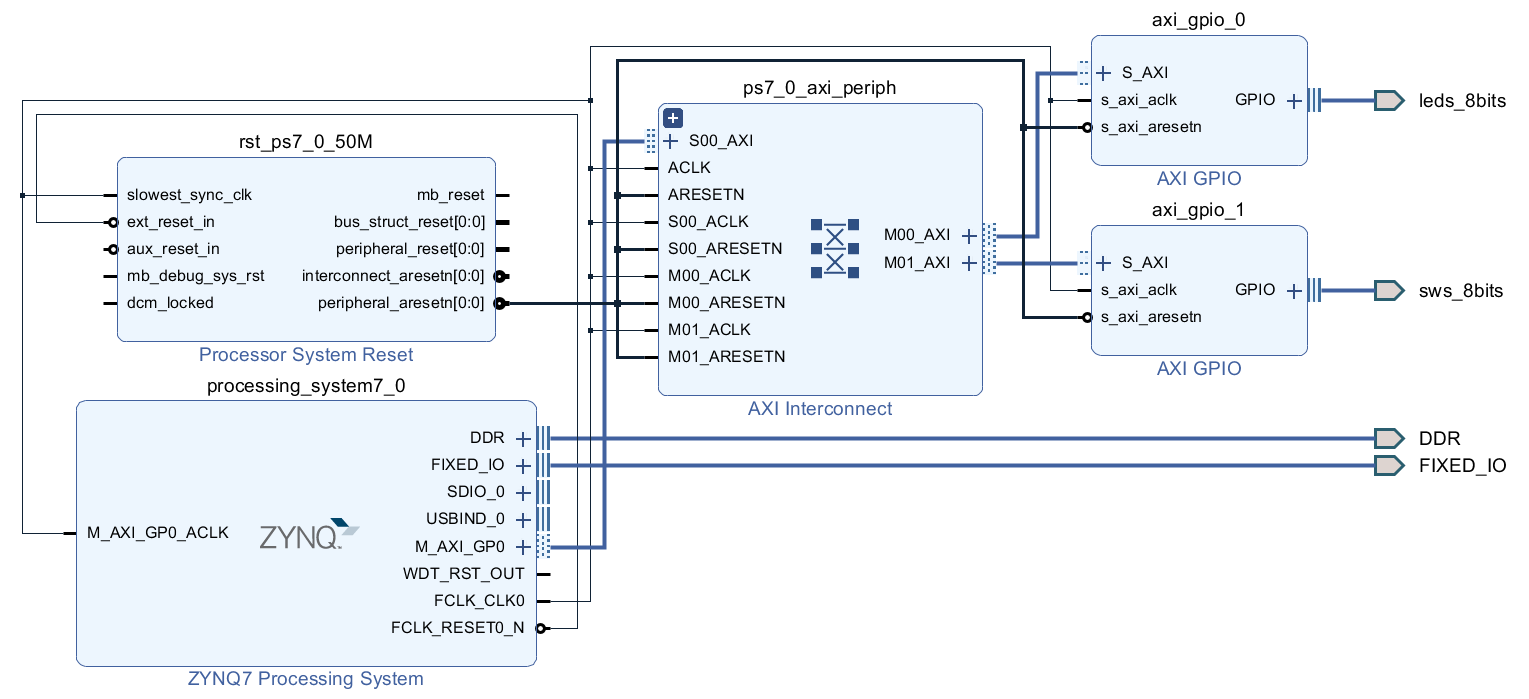 rst_ps7_0_50M
slowest_sync_clk
ext_reset_in
aux_reset_in
mb_debug_sys_rst
dcm_locked
mb_reset
bus_struct_reset[0:0]
peripheral_reset[0:0]
interconnect_aresetn[0:0]
peripheral_aresetn[0:0]
Processor System Reset
processing_system7_0
M_AXI_GP0_ACLK
ZYNQ
DDR
FIXED_IO
SDIO_0
USBIND_0
M_AXI_GP0
WDT_RST_OUT
FCLK_CLK0
FCLK_RESET0_N
ZYNQ7 Processing System
ps7_0_axi_periph
S00_AXI
ACLK
ARESETN
S00_ACLK
S00_ARESETN
M00_ACLK
M00_ARESETN
M01_ACLK
M01_ARESETN
M00_AXI
M01_AXI
AXI Interconnect
axi_gpio_0
S_AXI
s_axi_aclk
s_axi_aresetn
GPIO
AXI GPIO
leds_8bits
axi_gpio_1
S_AXI
s_axi_aclk
s_axi_aresetn
GPIO
AXI GPIO
sws_8bits
DDR
FIXED_IO